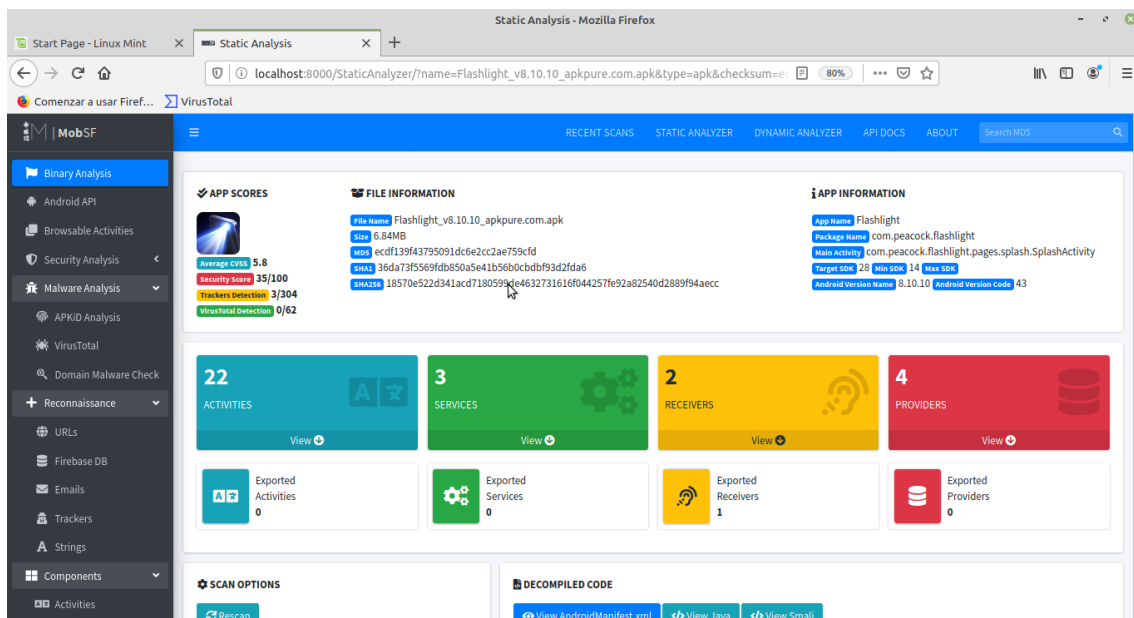 Static Analysis - Mozilla Firefox
Start Page - Linux Mint
Static Analysis
localhost:8000/StaticAnalyzer/?name=Flashlight_v8.10.10_apkpure.com.apk&type=apk&checksum=ec
80%
Comenzar a usar Firef...
VirusTotal
MobSF
RECENT SCANS
STATIC ANALYZER
DYNAMIC ANALYZER
API DOCS
ABOUT
Search MD5
Binary Analysis
Android API
Browsable Activities
Security Analysis
Malware Analysis
APKiD Analysis
VirusTotal
Domain Malware Check
Reconnaissance
URLs
Firebase DB
Emails
Trackers
Strings
Components
Activities
APP SCORES
Average CVSS 5.8
Security Score 35/100
Trackers Detection 3/304
VirusTotal Detection 0/62
FILE INFORMATION
File Name Flashlight_v8.10.10_apkpure.com.apk
Size 6.84MB
MD5 ecdf139f43795091dc6e2cc2ae759cfd
SHA1 36da73f5569fdb850a5e41b56b0cbdbf93d2fda6
SHA256 18570e522d341acd7180599de4632731616f044257fe92a82540d2889f94aecc
APP INFORMATION
App Name Flashlight
Package Name com.peacock.flashlight
Main Activity com.peacock.flashlight.pages.splash.SplashActivity
Target SDK 28 Min SDK 14 Max SDK
Android Version Name 8.10.10 Android Version Code 43
22
ACTIVITIES
View
3
SERVICES
View
2
RECEIVERS
View
4
PROVIDERS
View
Exported
Activities
0
Exported
Services
0
Exported
Receivers
1
Exported
Providers
0
SCAN OPTIONS
Rescan
DECOMPILED CODE
View AndroidManifest.xml
View Java
View Smali